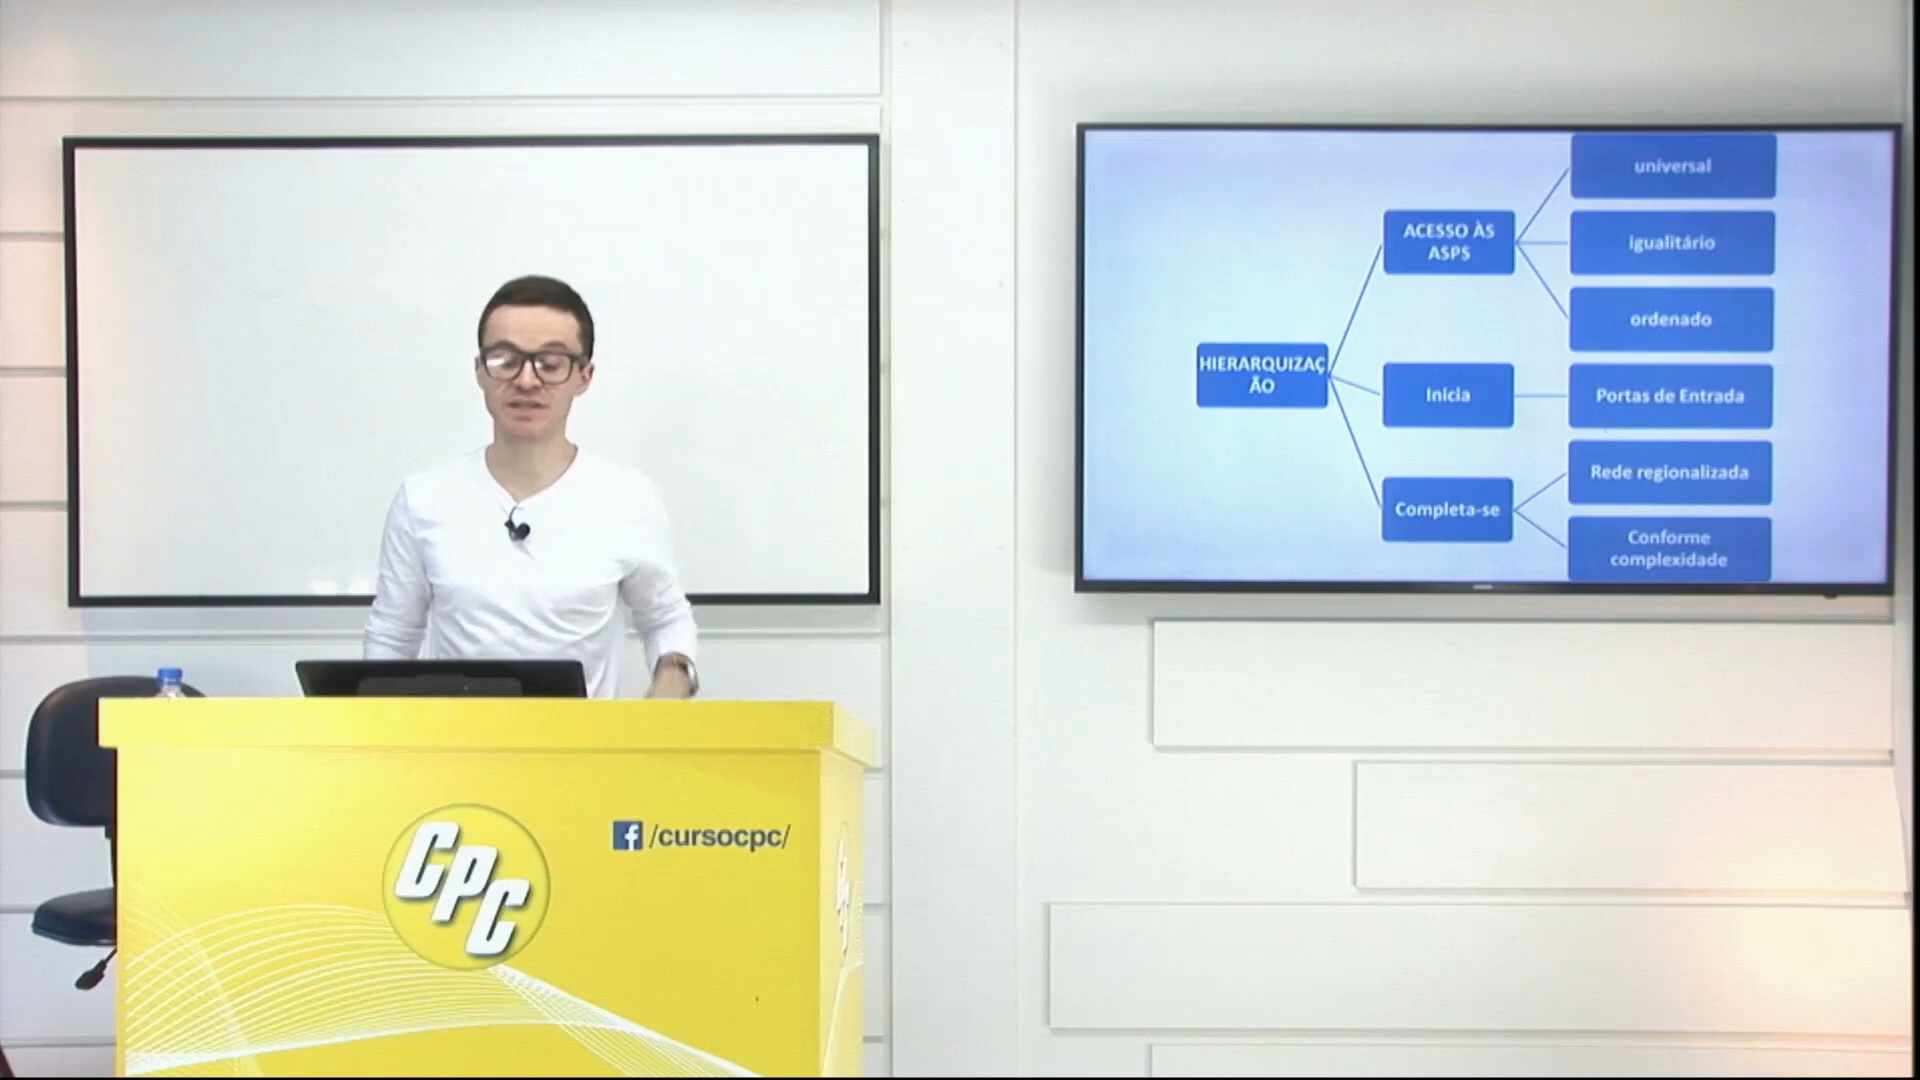 universal
ACESSO ÀS
ASPS
igualitário
ordenado
HIERARQUIZAÇ
ÃO
Inicia
Portas de Entrada
Rede regionalizada
Completa-se
Conforme
complexidade
CPC
f /cursocpc/